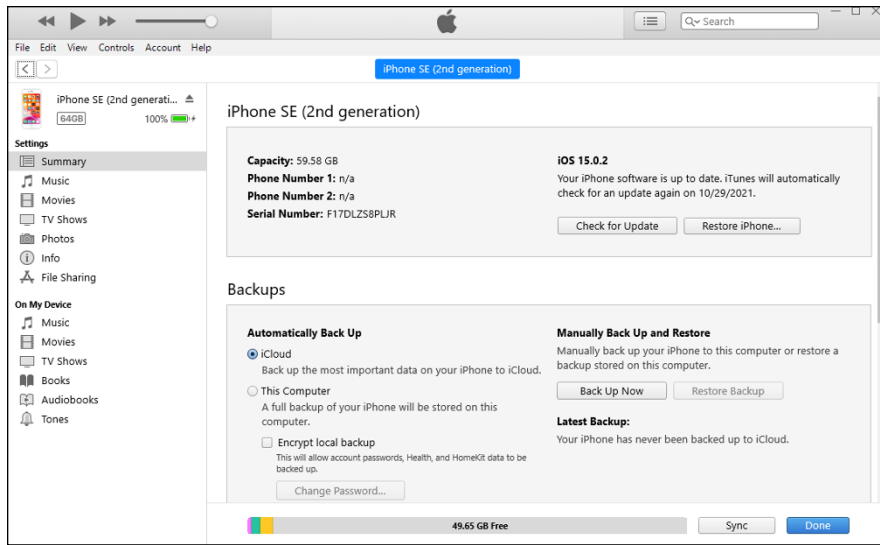 Search
File Edit View Controls Account Help
iPhone SE (2nd generation)
iPhone SE (2nd generati...
64GB 100%
Settings
Summary
Music
Movies
TV Shows
Photos
Info
File Sharing
On My Device
Music
Movies
TV Shows
Books
Audiobooks
Tones
iPhone SE (2nd generation)
Capacity: 59.58 GB
Phone Number 1: n/a
Phone Number 2: n/a
Serial Number: F17DLZS8PLJR
iOS 15.0.2
Your iPhone software is up to date. iTunes will automatically
check for an update again on 10/29/2021.
Check for Update Restore iPhone...
Backups
Automatically Back Up
iCloud
Back up the most important data on your iPhone to iCloud.
This Computer
A full backup of your iPhone will be stored on this
computer.
Encrypt local backup
This will allow account passwords, Health, and HomeKit data to be
backed up.
Change Password...
Manually Back Up and Restore
Manually back up your iPhone to this computer or restore a
backup stored on this computer.
Back Up Now Restore Backup
Latest Backup:
Your iPhone has never been backed up to iCloud.
49.65 GB Free Sync Done